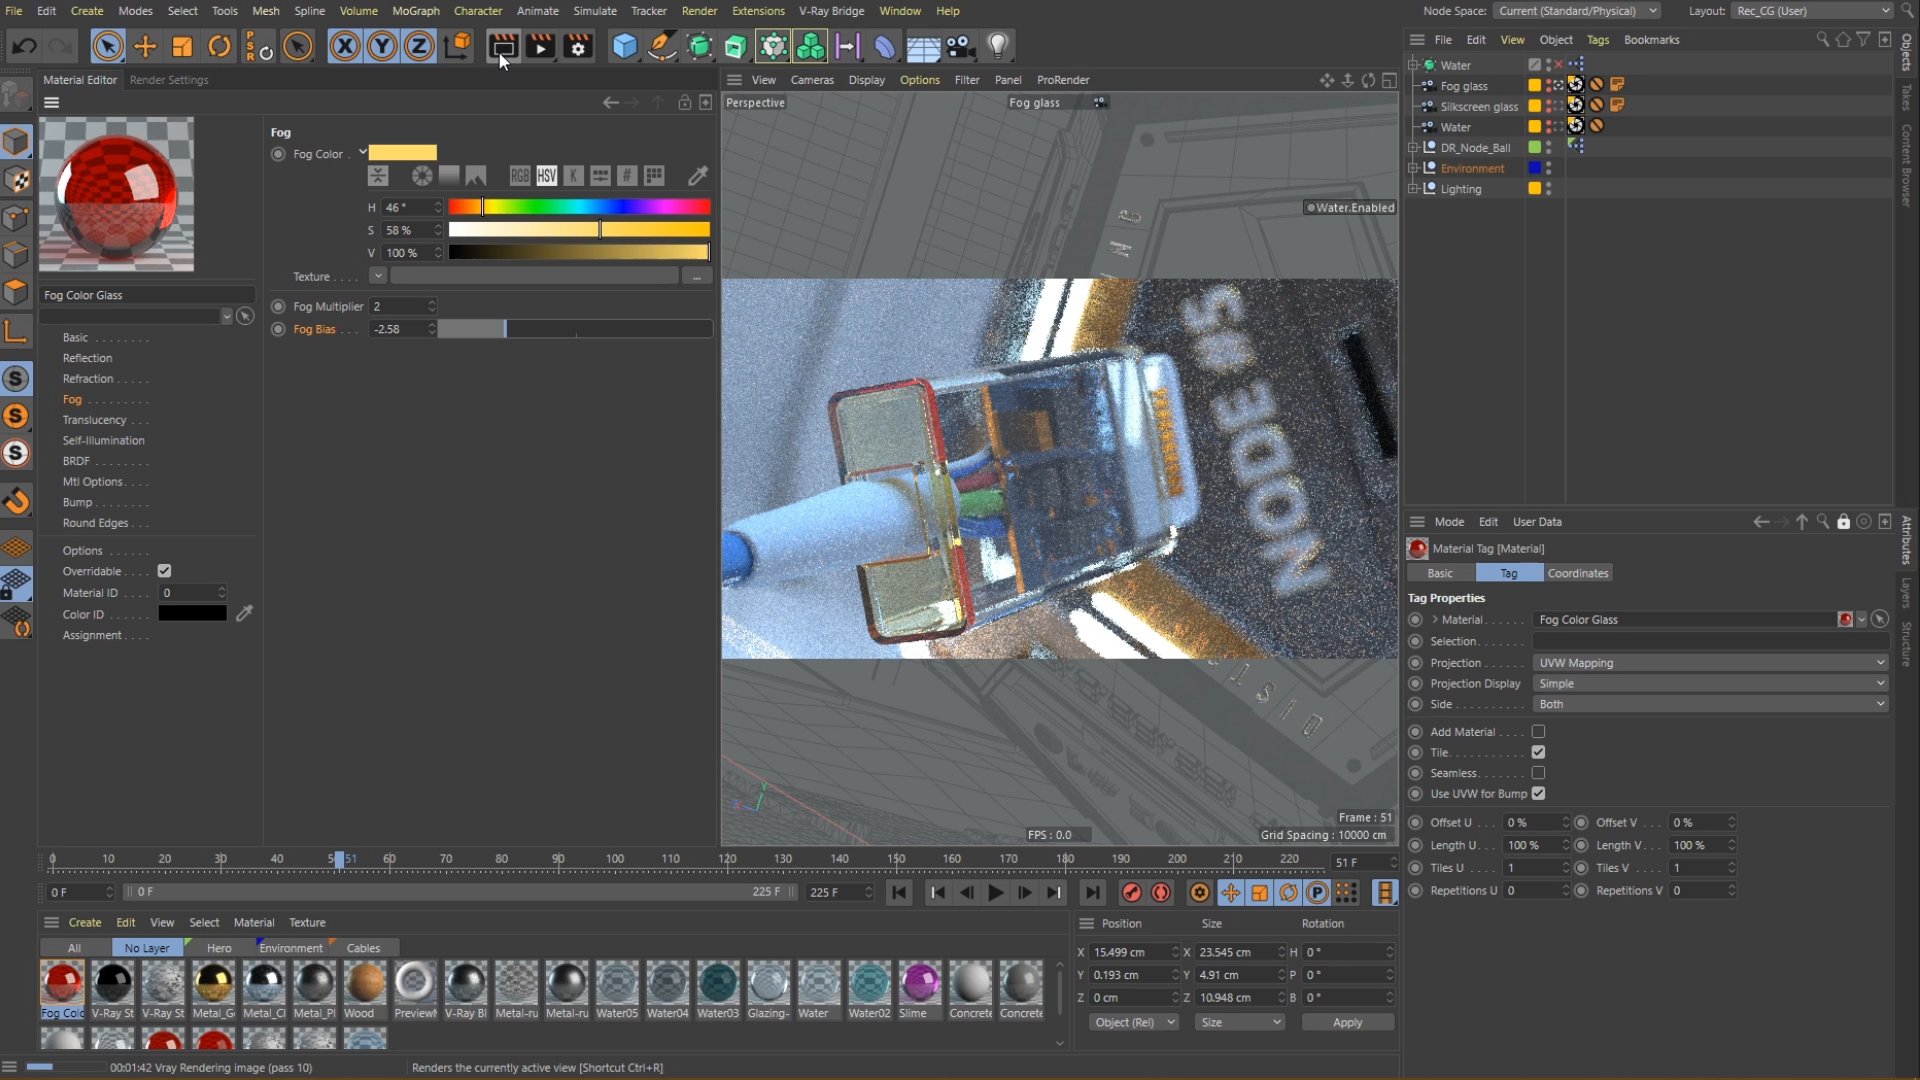 File Edit Create Modes Select Tools Mesh Spline Volume MoGraph Character Animate Simulate Tracker Render Extensions V-Ray Bridge Window Help
Node Space: Current (Standard/Physical) Layout: Rec_CG (User)
PSR X Y Z
Material Editor Render Settings
View Cameras Display Options Filter Panel ProRender
File Edit View Object Tags Bookmarks
Perspective Fog glass
Fog
Fog Color
RGB HSV K #
H 46 °
S 58 %
V 100 %
Texture . . . . ...
Fog Multiplier 2
Fog Bias . . . -2.58
Fog Color Glass
Basic
Reflection
Refraction
Fog
Translucency
Self-Illumination
BRDF
Mtl Options
Bump
Round Edges
Options
Overridable
Material ID 0
Color ID
Assignment
Water.Enabled
NODE #5
FPS : 0.0
Frame : 51
Grid Spacing : 10000 cm
Water
Fog glass
Silkscreen glass
Water
DR_Node_Ball
Environment
Lighting
Objects
Takes
Content Browser
Mode Edit User Data
Material Tag [Material]
Basic Tag Coordinates
Tag Properties
Material Fog Color Glass
Selection
Projection UVW Mapping
Projection Display Simple
Side Both
Add Material
Tile
Seamless
Use UVW for Bump
Offset U 0 % Offset V 0 %
Length U 100 % Length V 100 %
Tiles U 1 Tiles V 1
Repetitions U 0 Repetitions V 0
Attributes
Layers
Structure
0 10 20 30 40 51 60 70 80 90 100 110 120 130 140 150 160 170 180 190 200 210 220 51 F
0 F 0 F 225 F 225 F
Create Edit View Select Material Texture
All No Layer Hero Environment Cables
Fog Colo V-Ray St V-Ray St Metal_G Metal_Cl Metal_Pl Wood Preview V-Ray Bl Metal-ru Metal-ru Water05 Water04 Water03 Glazing- Water Water02 Slime Concrete Concrete
Position Size Rotation
X 15.499 cm X 23.545 cm H 0 °
Y 0.193 cm Y 4.91 cm P 0 °
Z 0 cm Z 10.948 cm B 0 °
Object (Rel) Size Apply
00:01:42 Vray Rendering image (pass 10) Renders the currently active view [Shortcut Ctrl+R]